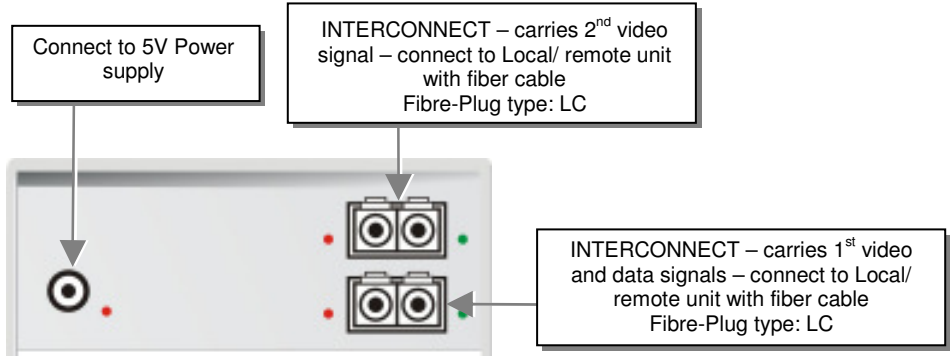 Connect to 5V Power
supply
INTERCONNECT – carries 2nd video
signal – connect to Local/ remote unit
with fiber cable
Fibre-Plug type: LC
INTERCONNECT – carries 1st video
and data signals – connect to Local/
remote unit with fiber cable
Fibre-Plug type: LC